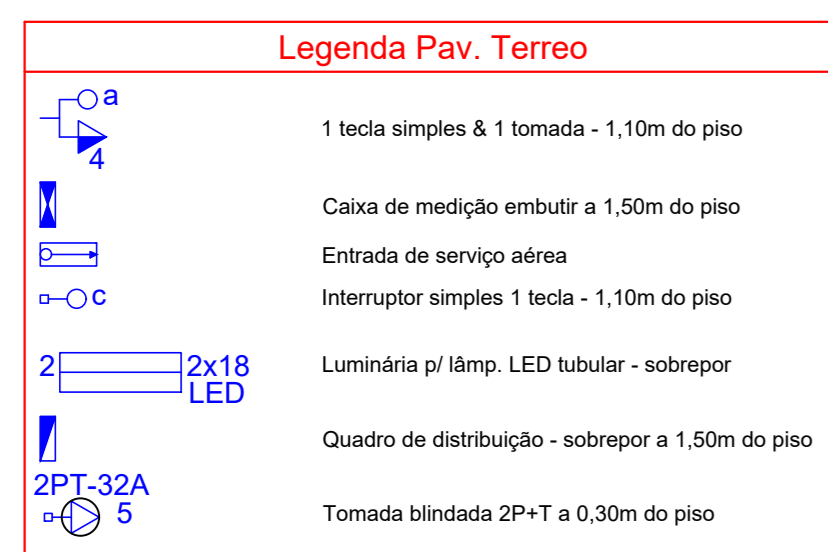 Legenda Pav. Terreo
a
4
1 tecla simples & 1 tomada - 1,10m do piso
Caixa de medição embutir a 1,50m do piso
Entrada de serviço aérea
c
Interruptor simples 1 tecla - 1,10m do piso
2
2x18
LED
Luminária p/ lâmp. LED tubular - sobrepor
Quadro de distribuição - sobrepor a 1,50m do piso
2PT-32A
5
Tomada blindada 2P+T a 0,30m do piso